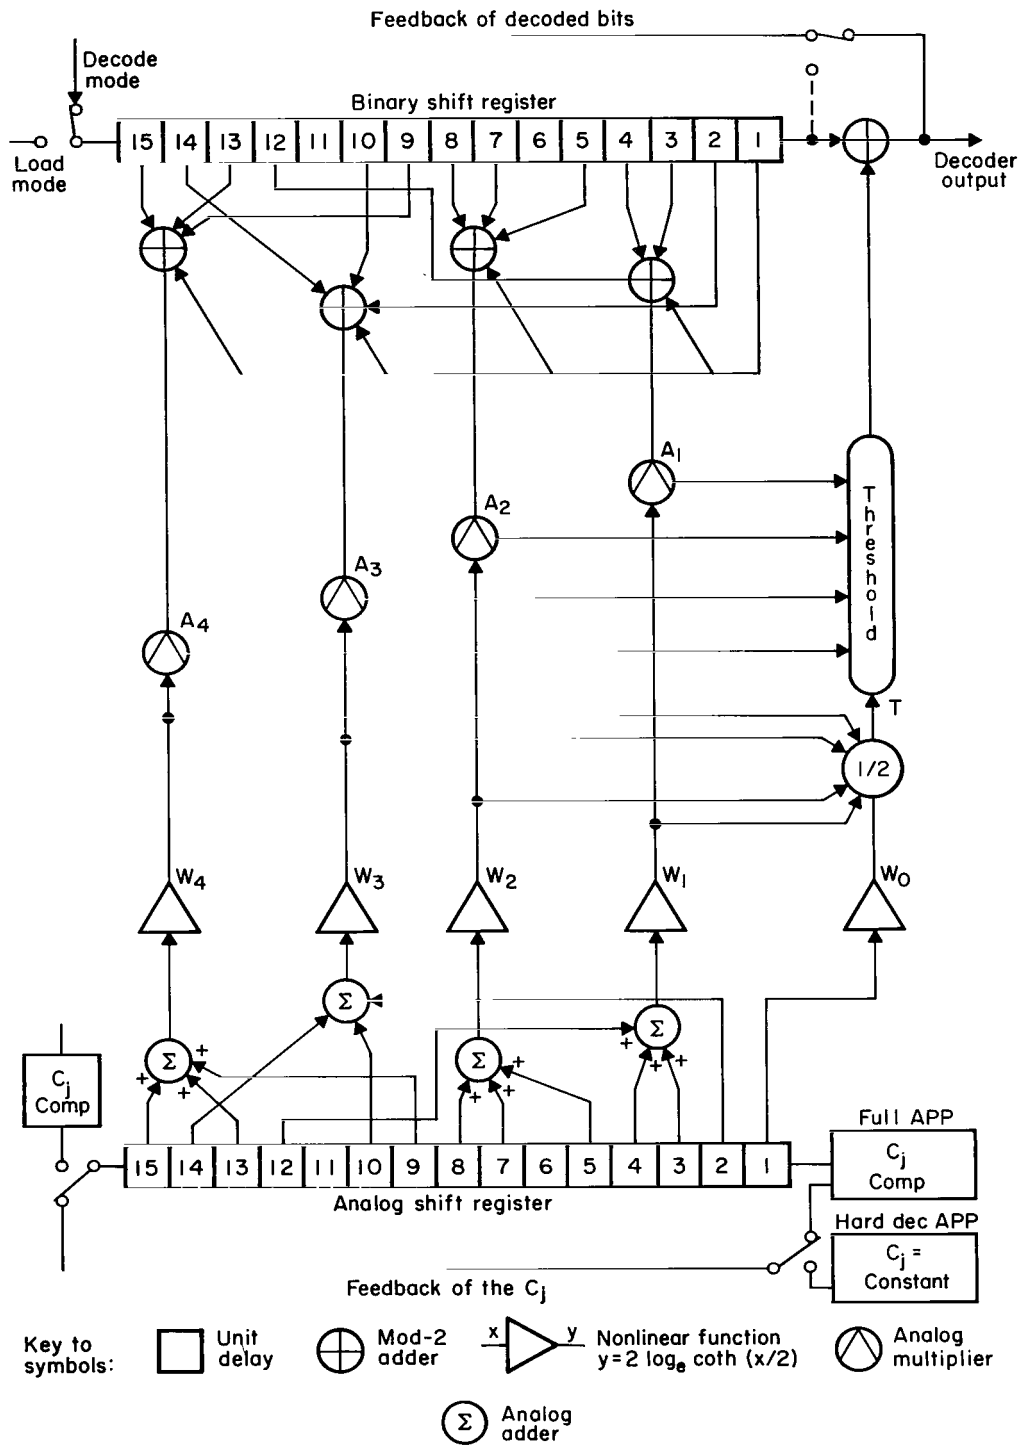 Feedback of decoded bits
Decode
mode
Binary shift register
15 14 13 12 11 10 9 8 7 6 5 4 3 2 1
Load
mode
Decoder
output
A1
A2
A3
A4
Threshold
T
1/2
W4 W3 W2 W1 W0
Σ
Σ
+ Σ
+ + +
Σ
+ + +
Σ
+ + +
Cj
Comp
Full APP
Cj
Comp
15 14 13 12 11 10 9 8 7 6 5 4 3 2 1
Analog shift register
Hard dec APP
Cj =
Constant
Feedback of the Cj
Key to
symbols:
Unit
delay
Mod-2
adder
x y
Nonlinear function
y=2 loge coth (x/2)
Analog
multiplier
Σ
Analog
adder